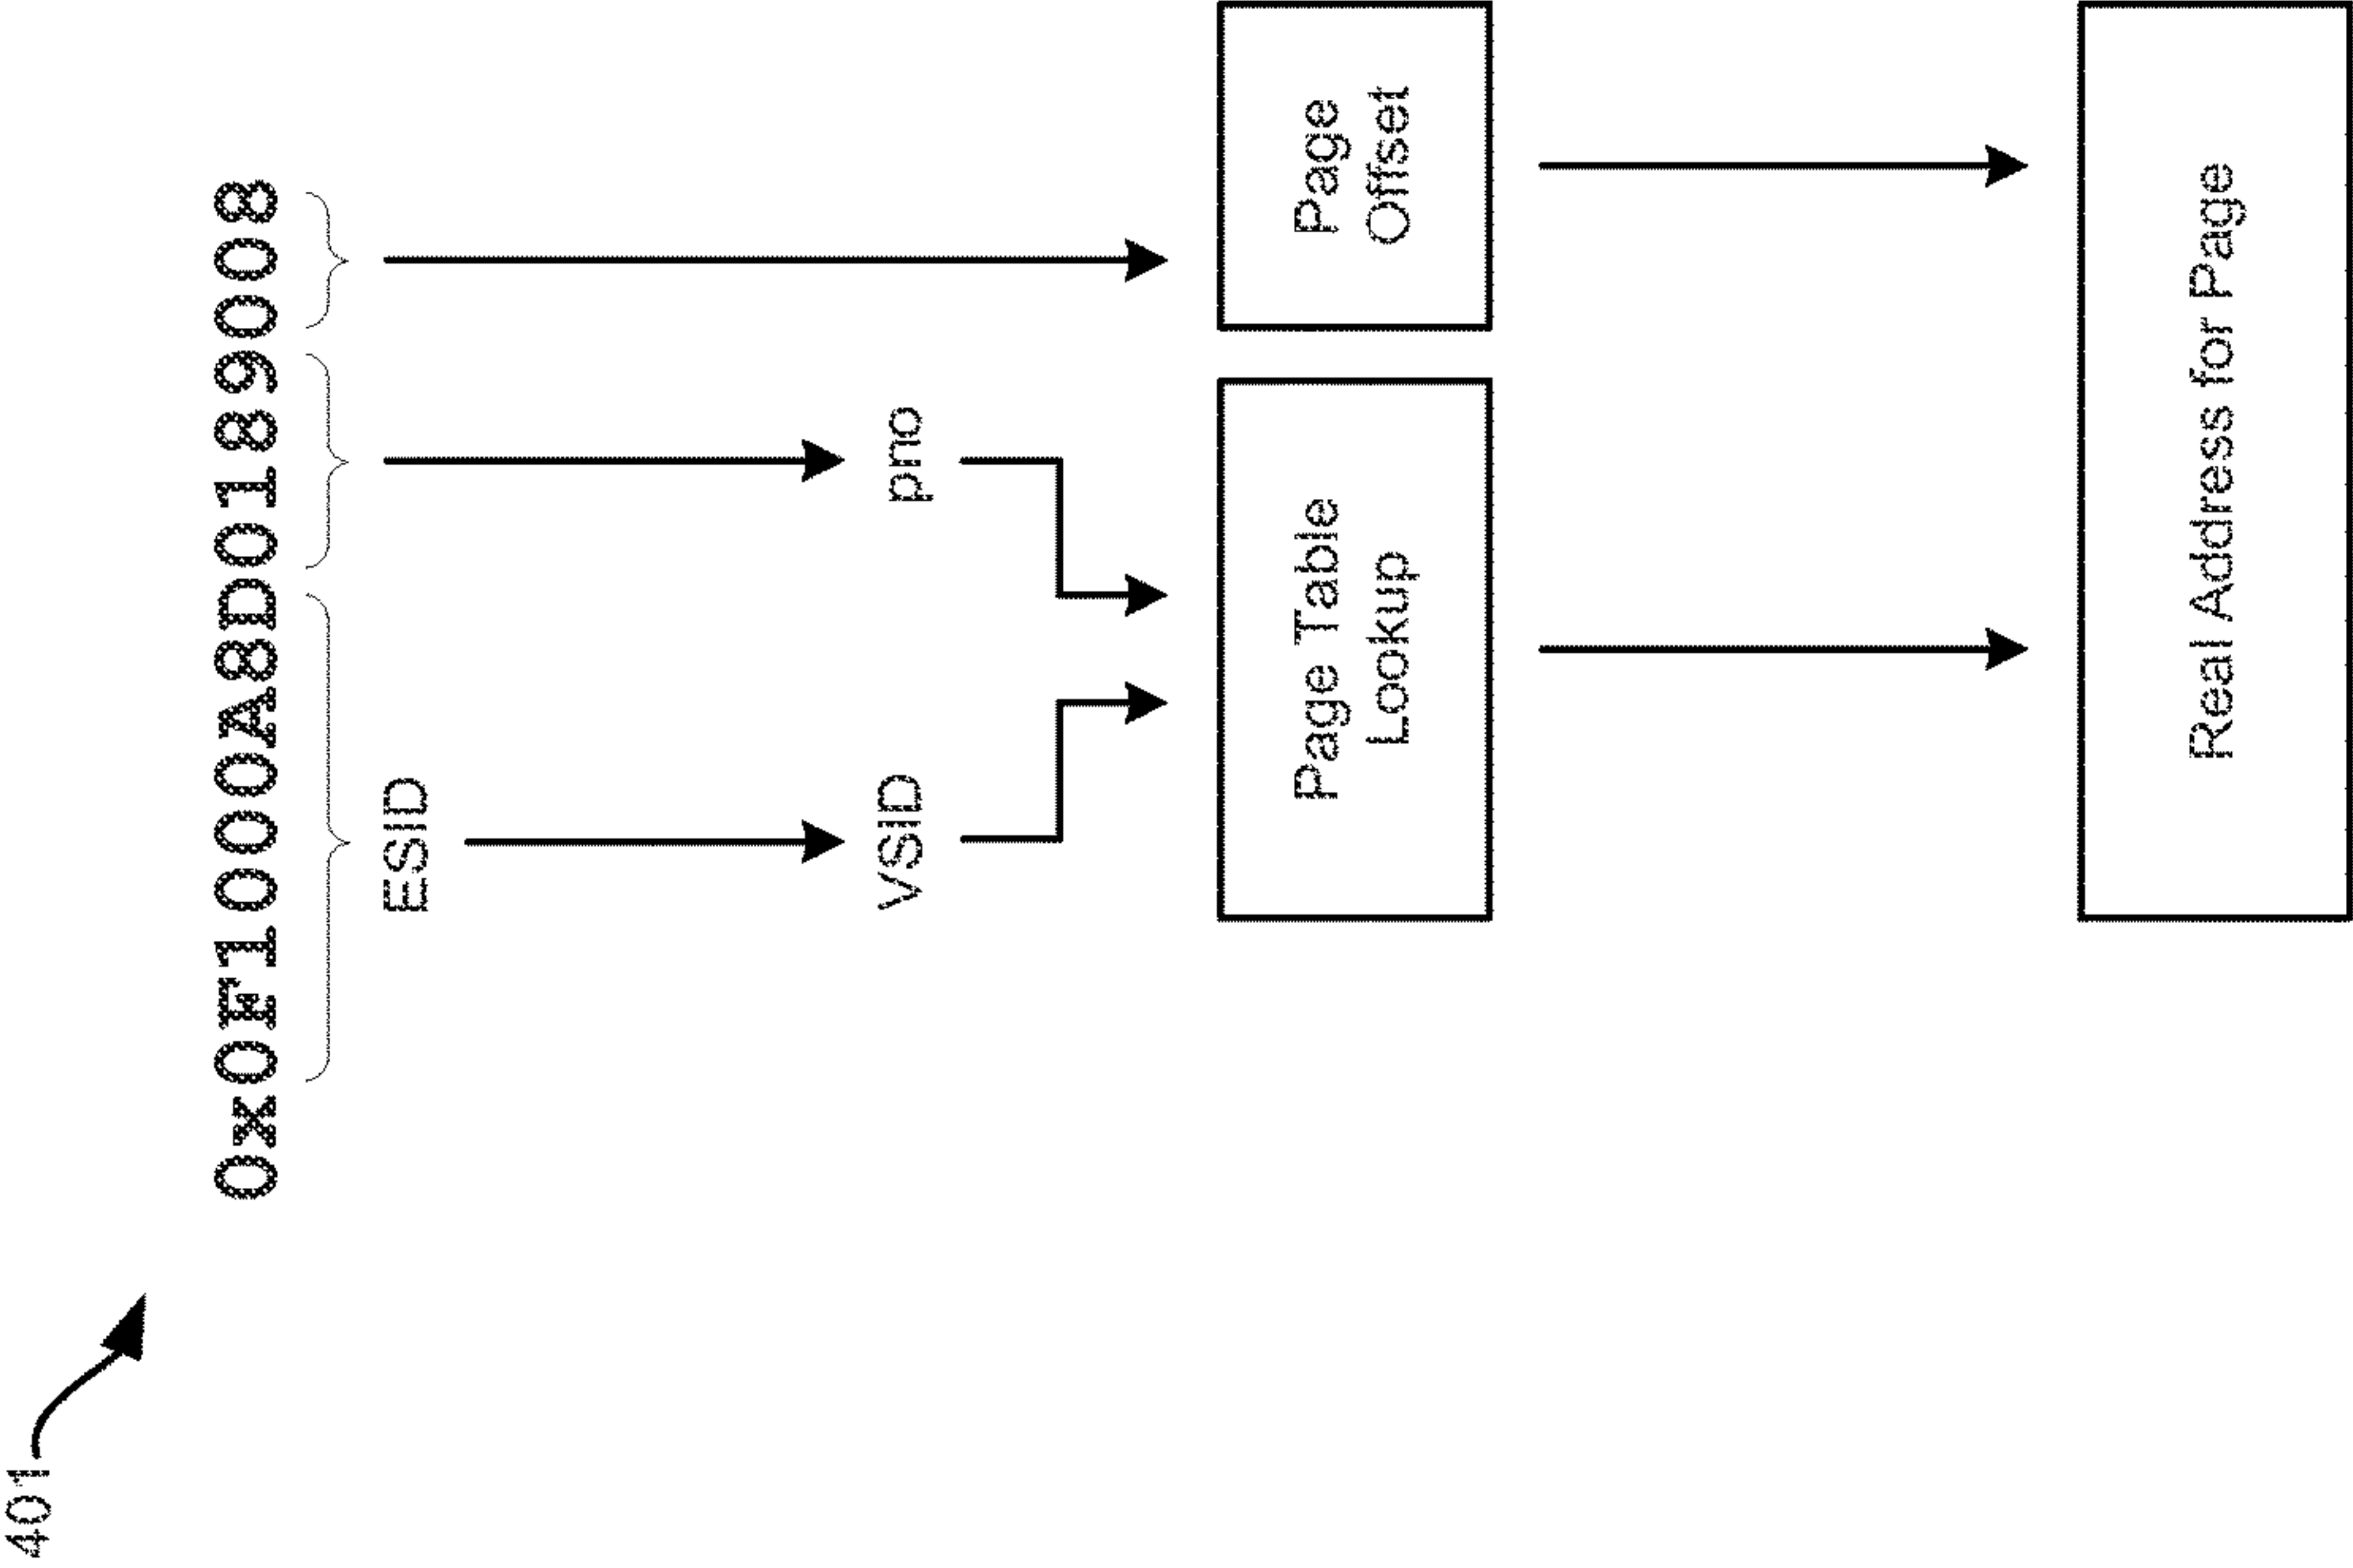 401
0x0F1000A8D0189008
ESID
VSID
pno
Page Table
Lookup
Page
Offset
Real Address for Page